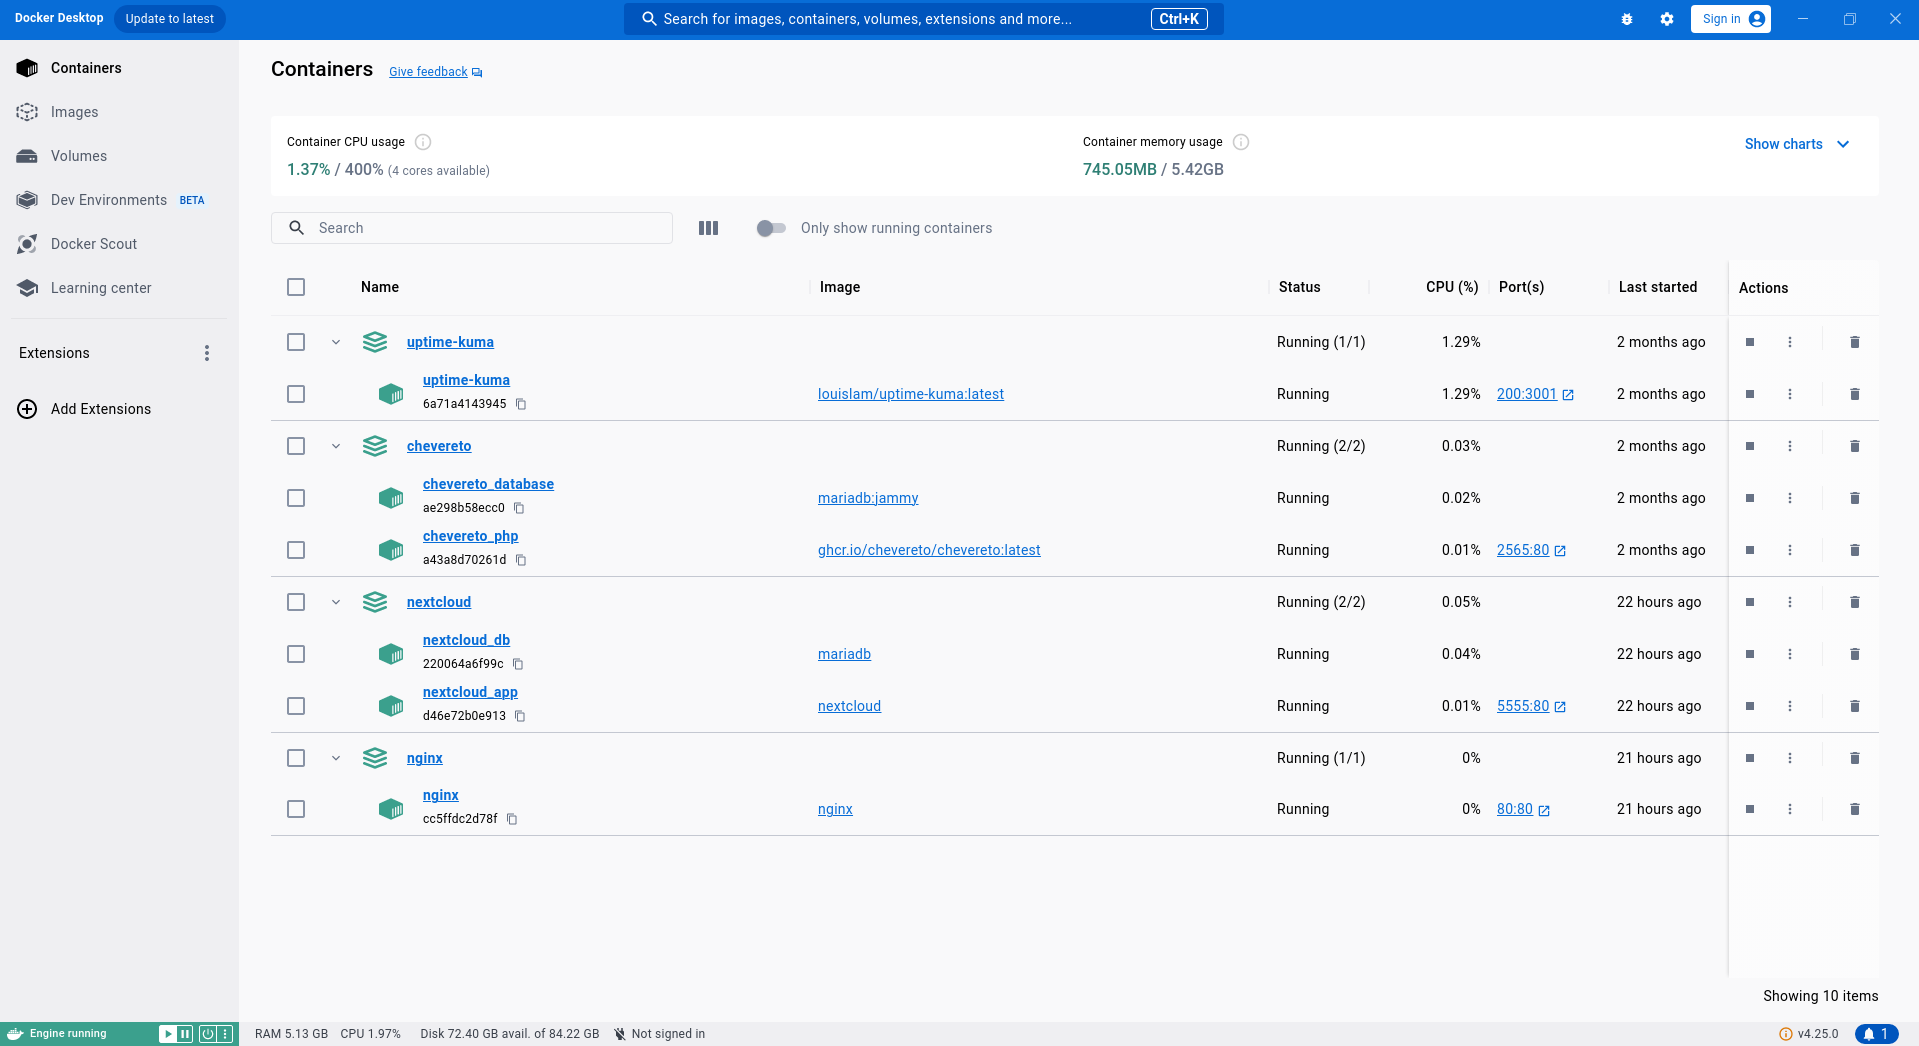 Docker Desktop Update to latest Search for images, containers, volumes, extensions and more... Ctrl+K Sign in
Containers
Images
Volumes
Dev Environments BETA
Docker Scout
Learning center
Extensions
Add Extensions
Containers Give feedback
Container CPU usage
1.37% / 400% (4 cores available)
Container memory usage
745.05MB / 5.42GB
Show charts
Search Only show running containers
Name Image Status CPU (%) Port(s) Last started Actions
uptime-kuma Running (1/1) 1.29% 2 months ago
uptime-kuma
6a71a4143945
louislam/uptime-kuma:latest Running 1.29% 200:3001 2 months ago
chevereto Running (2/2) 0.03% 2 months ago
chevereto_database
ae298b58ecc0
mariadb:jammy Running 0.02% 2 months ago
chevereto_php
a43a8d70261d
ghcr.io/chevereto/chevereto:latest Running 0.01% 2565:80 2 months ago
nextcloud Running (2/2) 0.05% 22 hours ago
nextcloud_db
220064a6f99c
mariadb Running 0.04% 22 hours ago
nextcloud_app
d46e72b0e913
nextcloud Running 0.01% 5555:80 22 hours ago
nginx Running (1/1) 0% 21 hours ago
nginx
cc5ffdc2d78f
nginx Running 0% 80:80 21 hours ago
Showing 10 items
Engine running RAM 5.13 GB CPU 1.97% Disk 72.40 GB avail. of 84.22 GB Not signed in v4.25.0 1